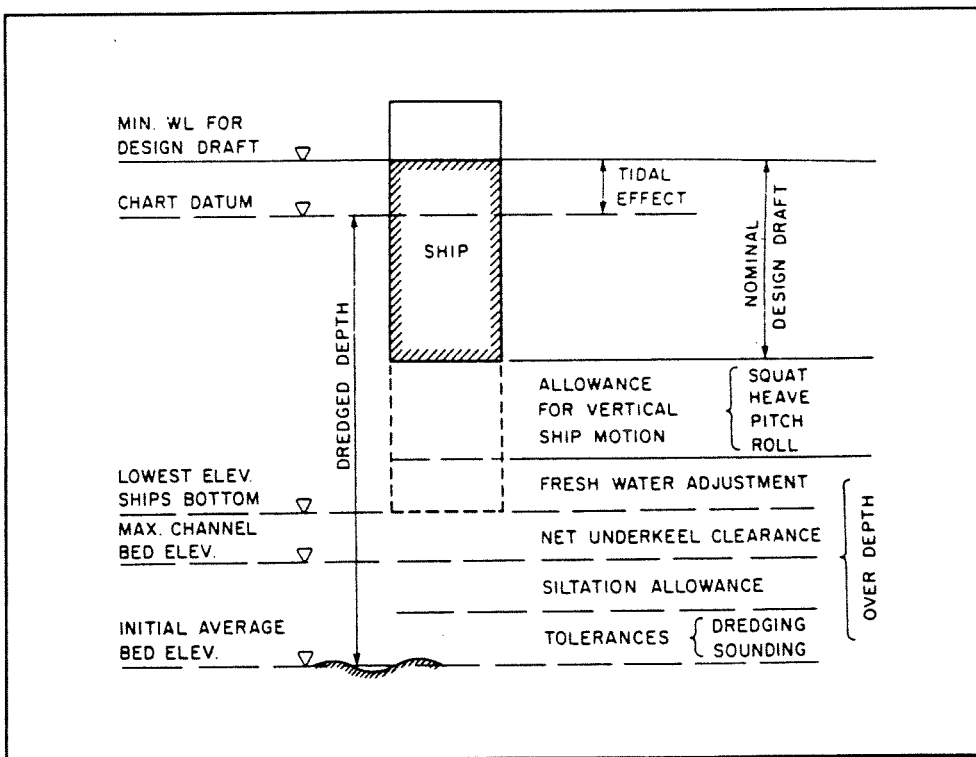 MIN. WL FOR
DESIGN DRAFT
TIDAL
EFFECT
CHART DATUM
SHIP
NOMINAL
DESIGN DRAFT
DREDGED DEPTH
ALLOWANCE
FOR VERTICAL
SHIP MOTION
SQUAT
HEAVE
PITCH
ROLL
LOWEST ELEV.
SHIPS BOTTOM
FRESH WATER ADJUSTMENT
MAX. CHANNEL
BED ELEV.
NET UNDERKEEL CLEARANCE
SILTATION ALLOWANCE
OVER DEPTH
INITIAL AVERAGE
BED ELEV.
TOLERANCES
DREDGING
SOUNDING